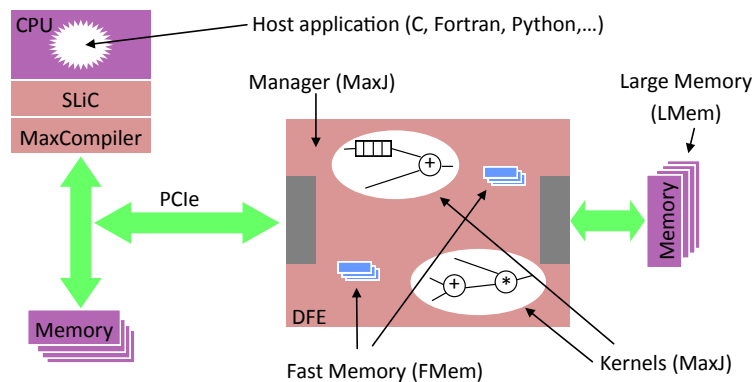 CPU
Host application (C, Fortran, Python,...)
SLiC
MaxCompiler
Manager (MaxJ)
Large Memory
(LMem)
PCIe
+
+
*
Memory
Memory
DFE
Fast Memory (FMem)
Kernels (MaxJ)